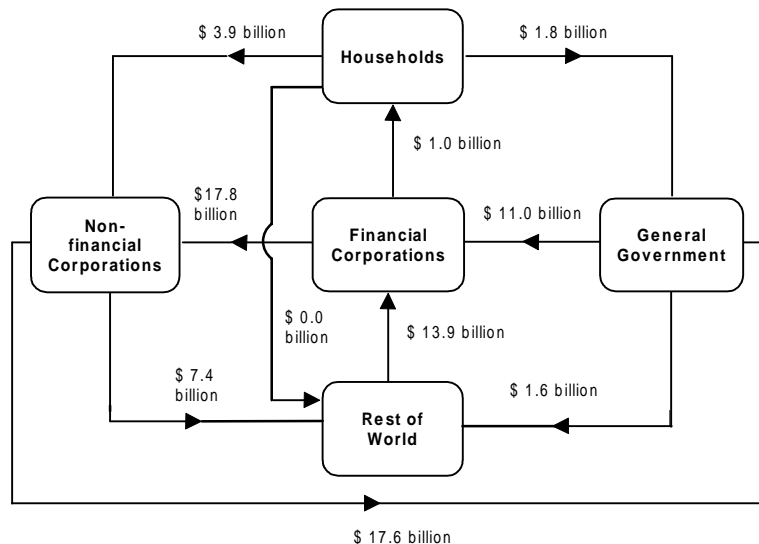 $ 3.9 billion
Households
$ 1.8 billion
$ 1.0 billion
$17.8
billion
Non-
financial
Corporations
Financial
Corporations
$ 11.0 billion
General
Government
$ 0.0
billion
$ 13.9 billion
$ 7.4
billion
Rest of
World
$ 1.6 billion
$ 17.6 billion